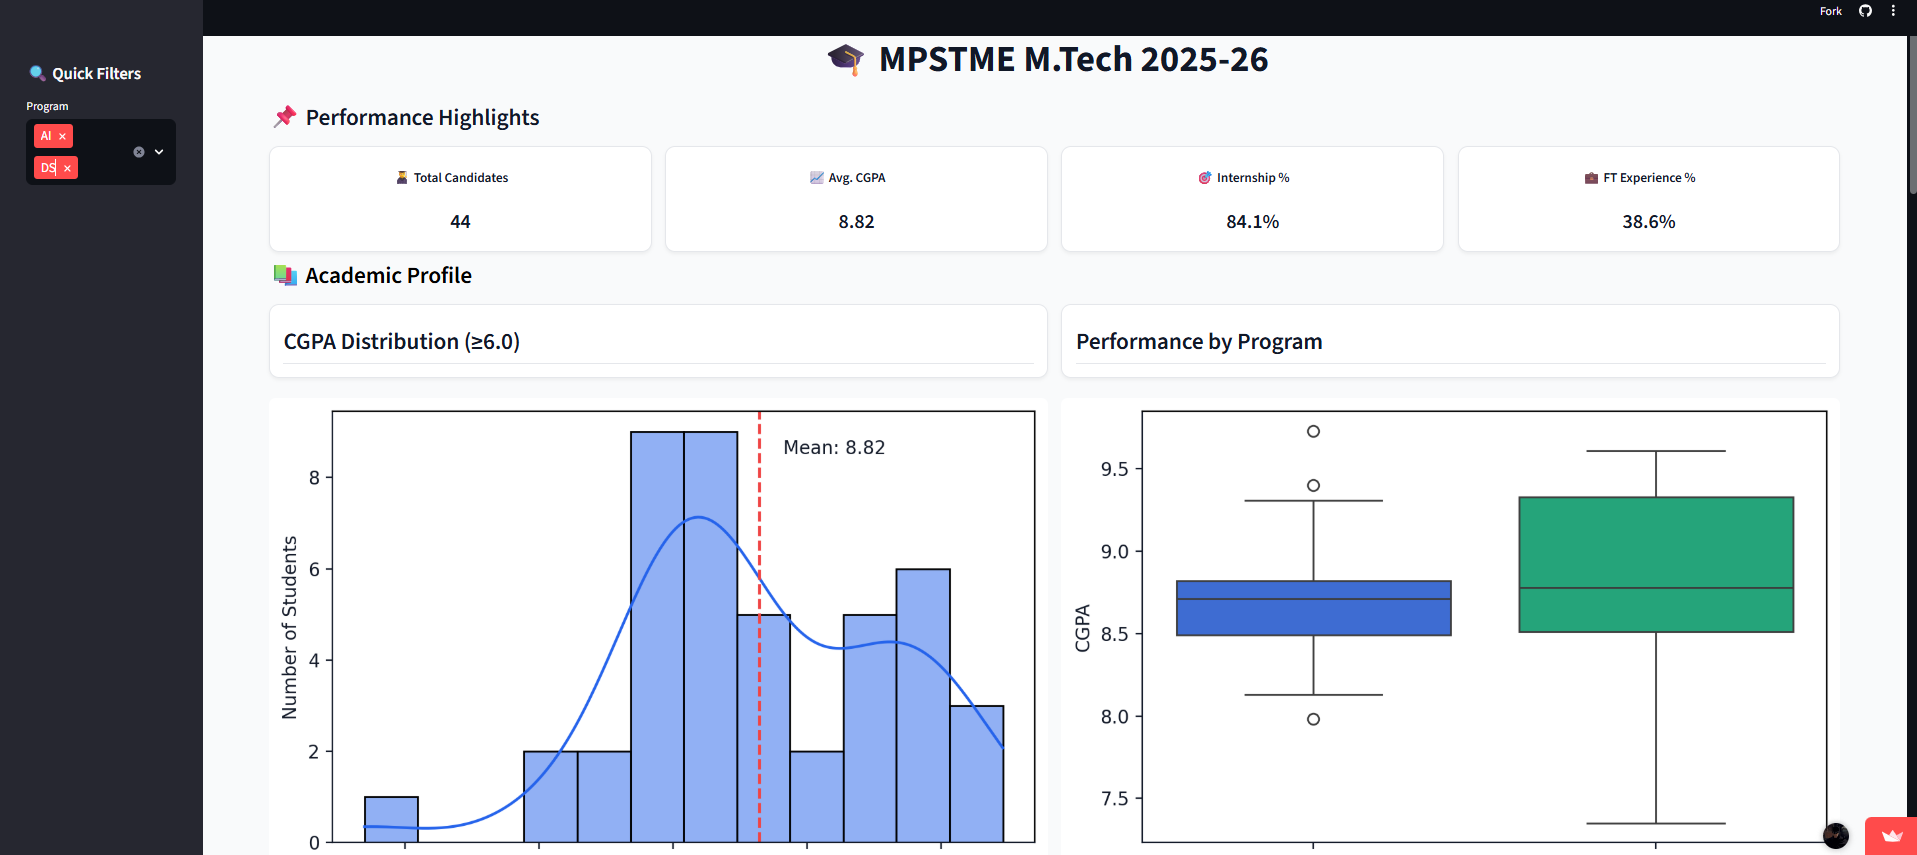 Fork
Quick Filters
Program
AI ×
DS ×
MPSTME M.Tech 2025-26
Performance Highlights
Total Candidates
44
Avg. CGPA
8.82
Internship %
84.1%
FT Experience %
38.6%
Academic Profile
CGPA Distribution (≥6.0)
Performance by Program
Mean: 8.82
Number of Students
8
6
4
2
0
CGPA
9.5
9.0
8.5
8.0
7.5